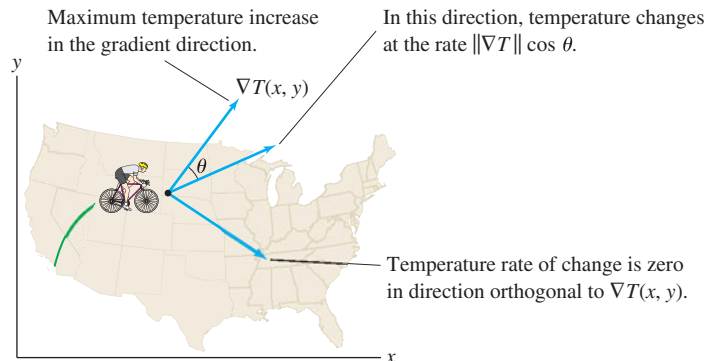 Maximum temperature increase
in the gradient direction.
In this direction, temperature changes
at the rate ‖∇T‖ cos θ.
y
∇T(x, y)
θ
Temperature rate of change is zero
in direction orthogonal to ∇T(x, y).
x